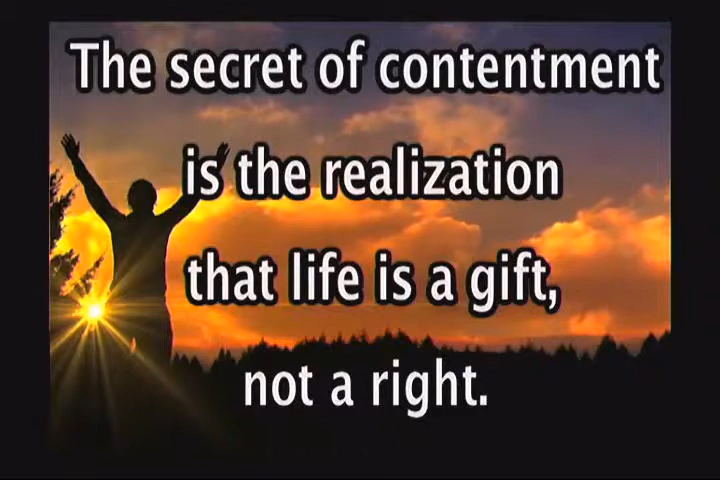 The secret of contentment
is the realization
that life is a gift,
not a right.